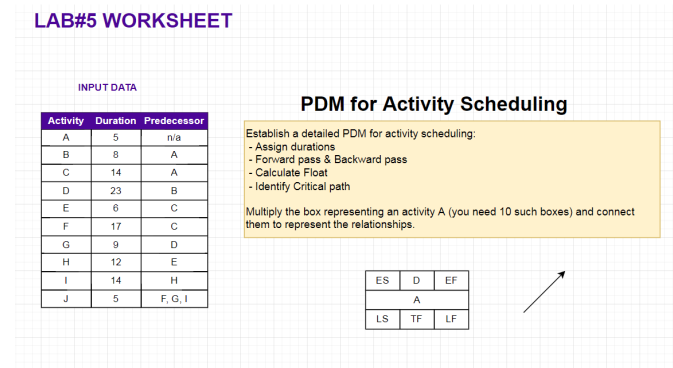 LAB#5 WORKSHEET
INPUT DATA
Activity Duration Predecessor
A 5 n/a
B 8 A
C 14 A
D 23 B
E 6 C
F 17 C
G 9 D
H 12 E
I 14 H
J 5 F, G, I
PDM for Activity Scheduling
Establish a detailed PDM for activity scheduling:
- Assign durations
- Forward pass & Backward pass
- Calculate Float
- Identify Critical path
Multiply the box representing an activity A (you need 10 such boxes) and connect
them to represent the relationships.
ES D EF
A
LS TF LF